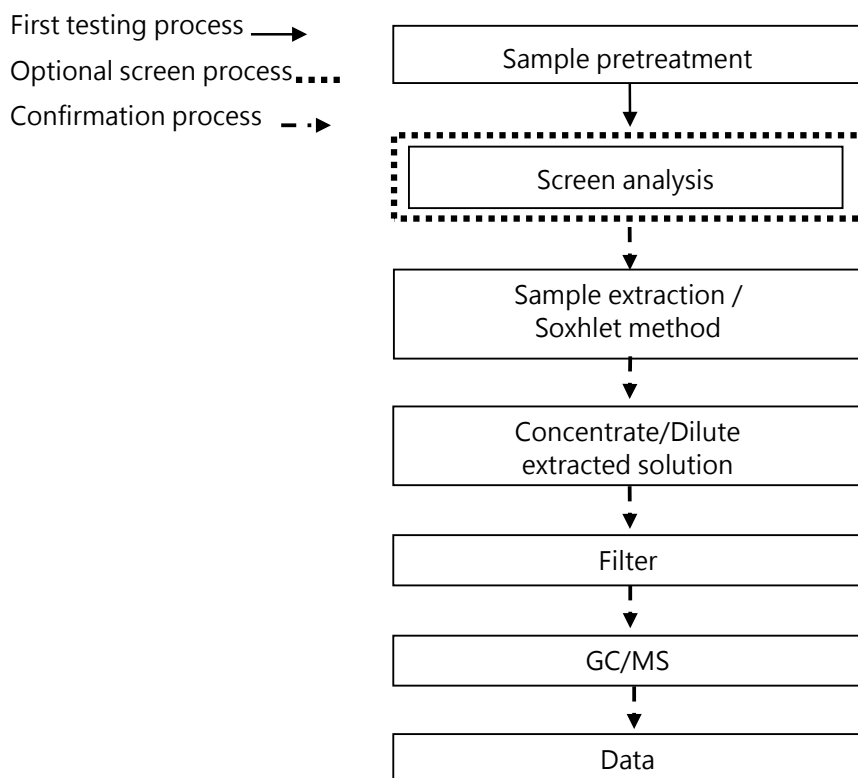 First testing process
Optional screen process
Confirmation process
Sample pretreatment
Screen analysis
Sample extraction /
Soxhlet method
Concentrate/Dilute
extracted solution
Filter
GC/MS
Data